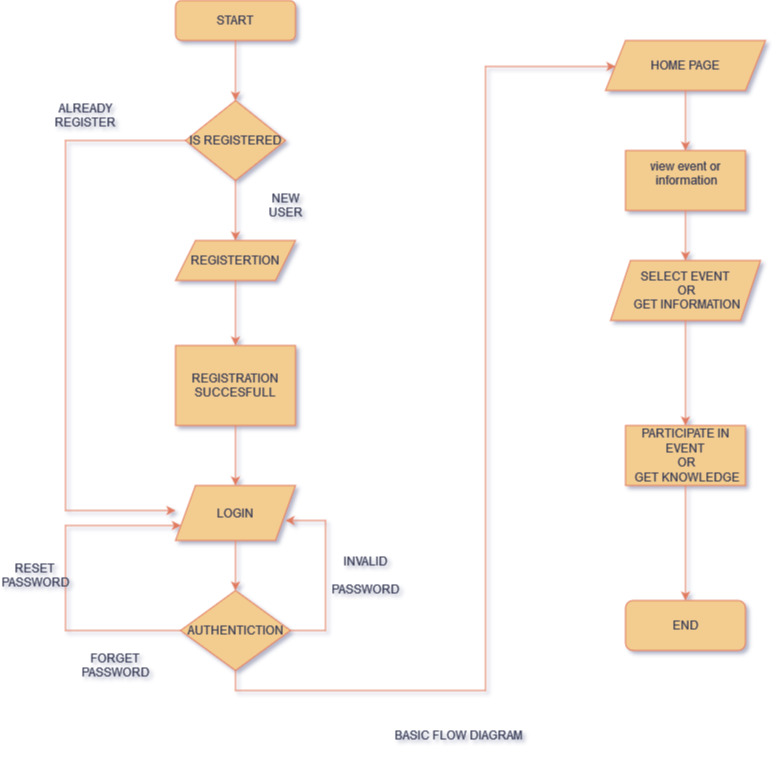 START
ALREADY
REGISTER
IS REGISTERED
NEW
USER
REGISTERTION
REGISTRATION
SUCCESFULL
LOGIN
RESET
PASSWORD
INVALID
PASSWORD
AUTHENTICTION
FORGET
PASSWORD
HOME PAGE
view event or
information
SELECT EVENT
OR
GET INFORMATION
PARTICIPATE IN
EVENT
OR
GET KNOWLEDGE
END
BASIC FLOW DIAGRAM